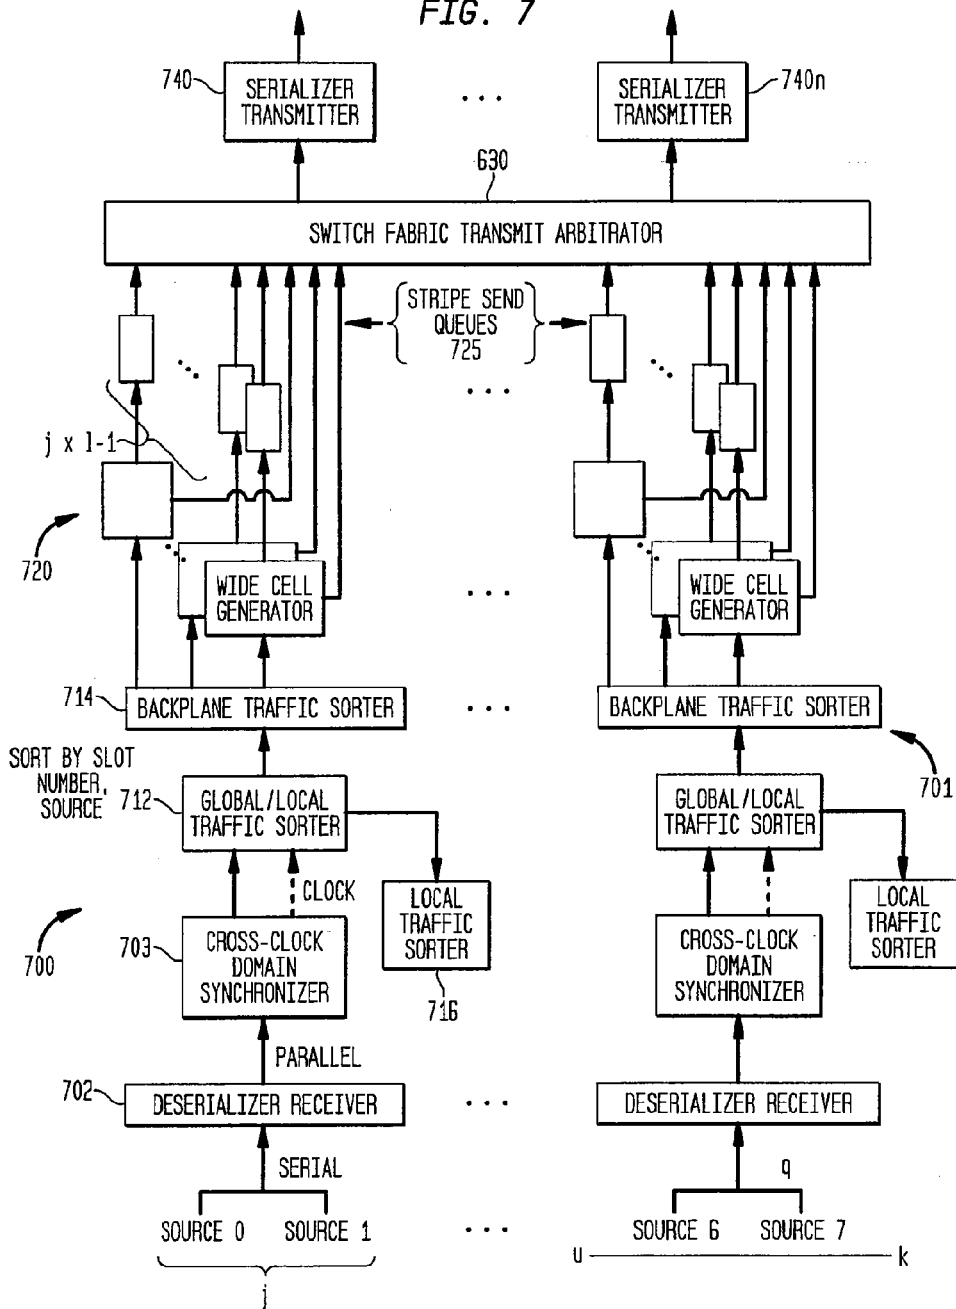 FIG. 7
740
SERIALIZER
TRANSMITTER
...
SERIALIZER
TRANSMITTER
740n
630
SWITCH FABRIC TRANSMIT ARBITRATOR
STRIPE SEND
QUEUES
725
...
j x l-1
720
WIDE CELL
GENERATOR
...
WIDE CELL
GENERATOR
714
BACKPLANE TRAFFIC SORTER
...
BACKPLANE TRAFFIC SORTER
701
SORT BY SLOT
NUMBER,
SOURCE
712
GLOBAL/LOCAL
TRAFFIC SORTER
GLOBAL/LOCAL
TRAFFIC SORTER
CLOCK
700
703
CROSS-CLOCK
DOMAIN
SYNCHRONIZER
LOCAL
TRAFFIC
SORTER
716
CROSS-CLOCK
DOMAIN
SYNCHRONIZER
LOCAL
TRAFFIC
SORTER
PARALLEL
702
DESERIALIZER RECEIVER
...
DESERIALIZER RECEIVER
SERIAL
q
SOURCE 0 SOURCE 1
...
SOURCE 6 SOURCE 7
j
u
k